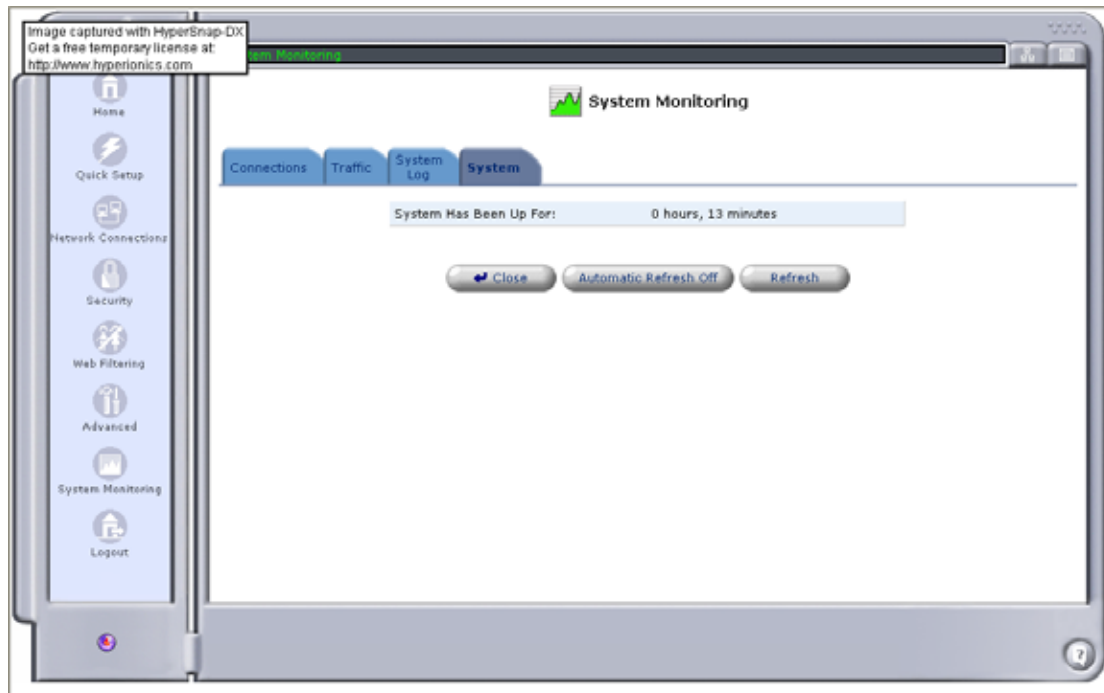 Image captured with HyperSnap-DX
Get a free temporary license at:
http://www.hyperionics.com
tem Monitoring
System Monitoring
Home
Quick Setup
Network Connections
Security
Web Filtering
Advanced
System Monitoring
Logout
Connections
Traffic
System
Log
System
System Has Been Up For: 0 hours, 13 minutes
Close
Automatic Refresh Off
Refresh
?